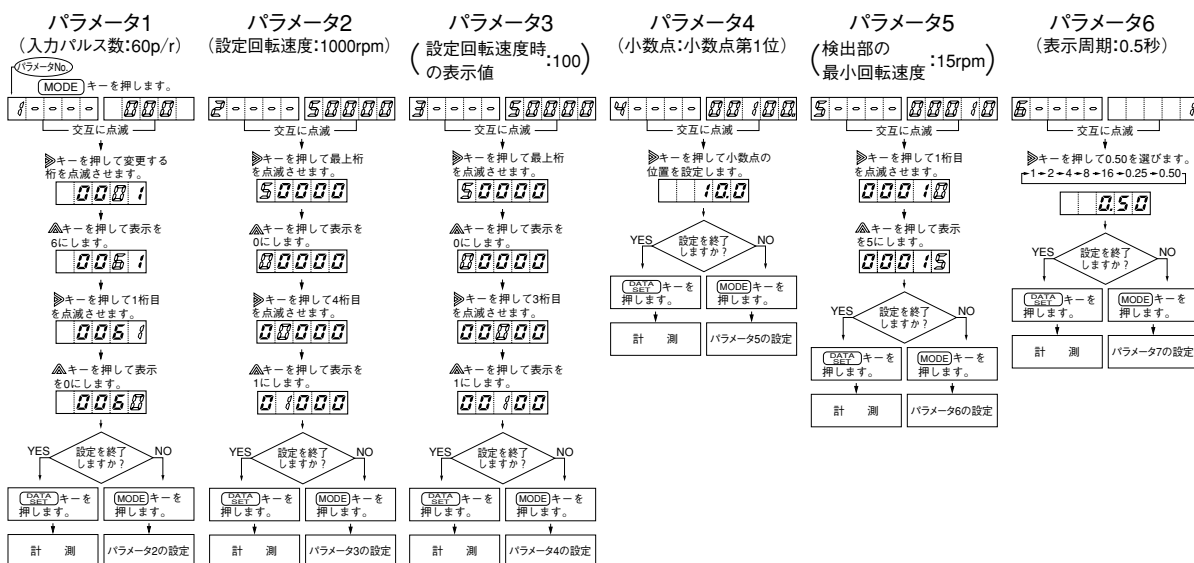 パラメータ1
（入力パルス数:60p/r）
パラメータNo.
MODE キーを押します。
1---- 000
交互に点滅
キーを押して変更する
桁を点滅させます。
0001
キーを押して表示を
6にします。
0061
キーを押して1桁目
を点滅させます。
0061
キーを押して表示
を0にします。
0060
YES
設定を終了
しますか？
NO
DATA
SET キーを
押します。
MODE キーを
押します。
計 測
パラメータ2の設定
パラメータ2
（設定回転速度:1000rpm）
2---- 50000
交互に点滅
キーを押して最上桁
を点滅させます。
50000
キーを押して表示を
0にします。
00000
キーを押して4桁目
を点滅させます。
00000
キーを押して表示を
1にします。
01000
YES
設定を終了
しますか？
NO
DATA
SET キーを
押します。
MODE キーを
押します。
計 測
パラメータ3の設定
パラメータ3
（設定回転速度時
の表示値 :100）
3---- 50000
交互に点滅
キーを押して最上桁
を点滅させます。
50000
キーを押して表示を
0にします。
00000
キーを押して3桁目
を点滅させます。
00000
キーを押して表示を
1にします。
00100
YES
設定を終了
しますか？
NO
DATA
SET キーを
押します。
MODE キーを
押します。
計 測
パラメータ4の設定
パラメータ4
（小数点:小数点第1位）
4---- 00100.
交互に点滅
キーを押して小数点の
位置を設定します。
10.0
YES
設定を終了
しますか？
NO
DATA
SET キーを
押します。
MODE キーを
押します。
計 測
パラメータ5の設定
パラメータ5
（検出部の
最小回転速度 :15rpm）
5---- 00010
交互に点滅
キーを押して1桁目
を点滅させます。
00010
キーを押して表示
を5にします。
00015
YES
設定を終了
しますか？
NO
DATA
SET キーを
押します。
MODE キーを
押します。
計 測
パラメータ6の設定
パラメータ6
（表示周期:0.5秒）
6---- 1
交互に点滅
キーを押して0.50を選びます。
1 2 4 8 16 0.25 0.50
0.50
YES
設定を終了
しますか？
NO
DATA
SET キーを
押します。
MODE キーを
押します。
計 測
パラメータ7の設定